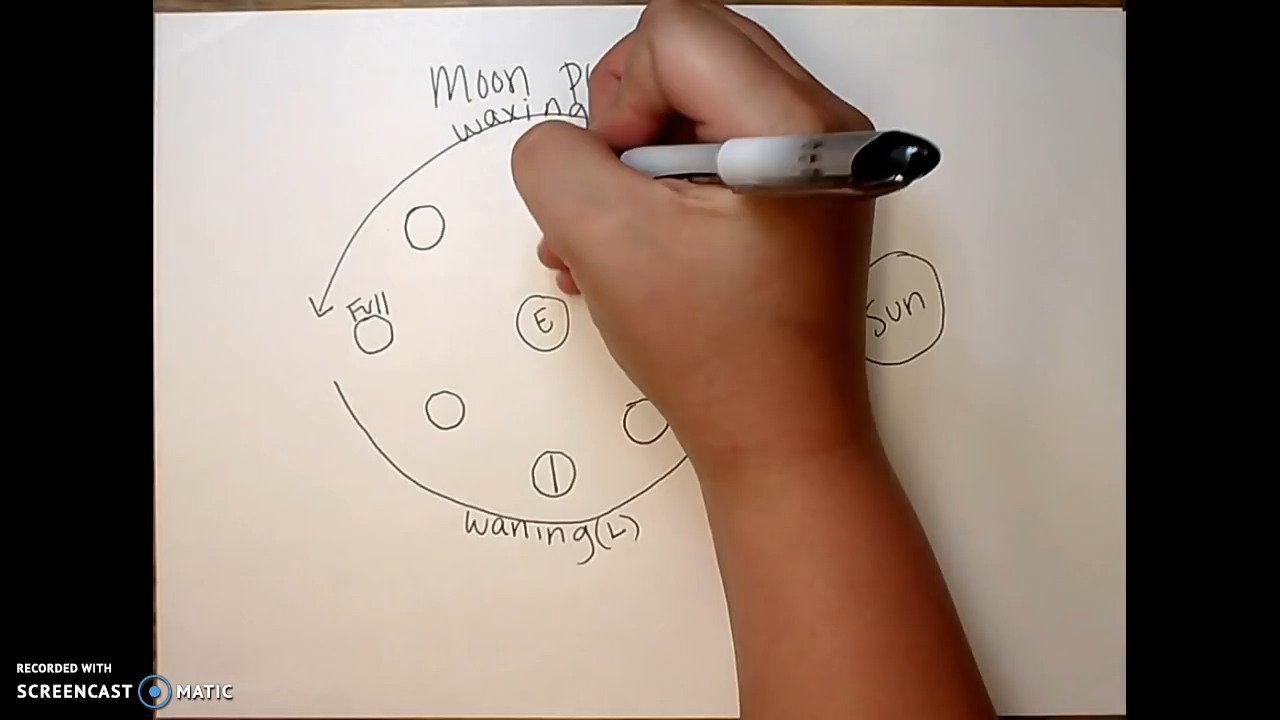 Moon
waxing
Full
E
Sun
waning (L)
RECORDED WITH
SCREENCAST MATIC